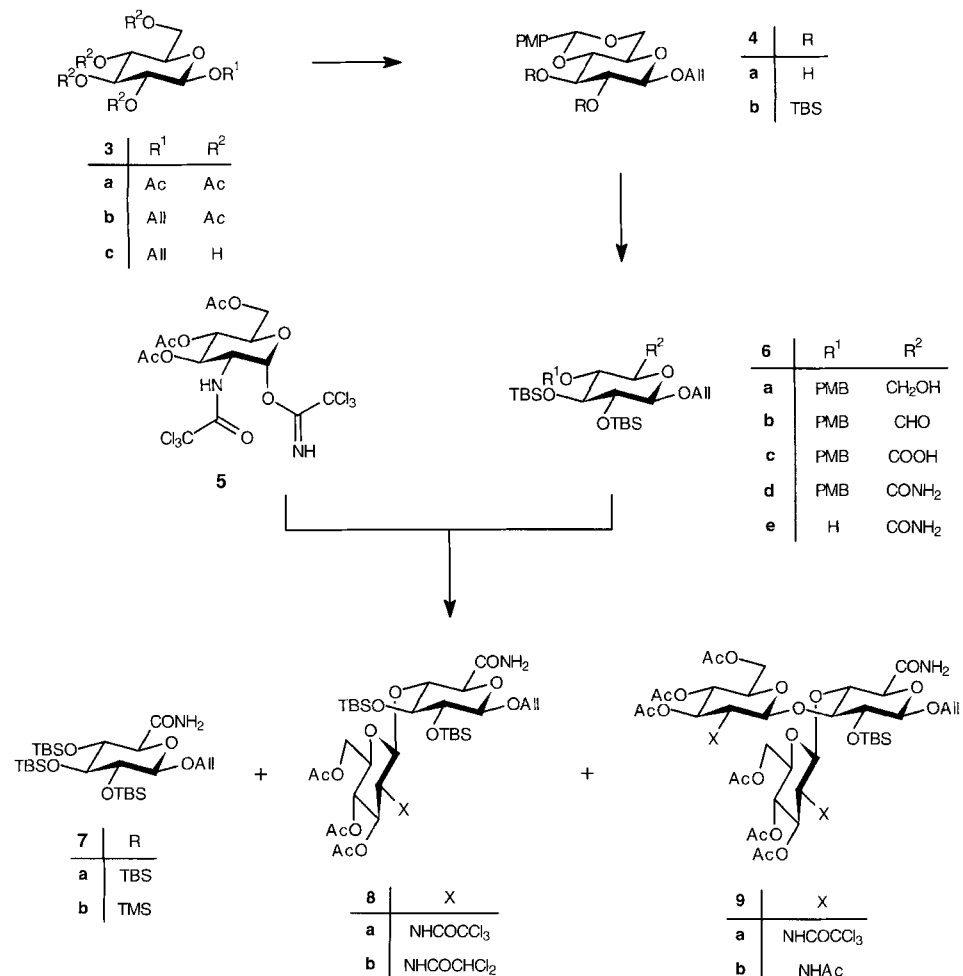 R²O
R²O
R²O
R²O
O
OR¹
PMP
O
O
O
RO
RO
OAll
4 R
a H
b TBS
3 R¹ R²
a Ac Ac
b All Ac
c All H
AcO
AcO
AcO
O
HN
O
CCl₃
Cl₃C
O
NH
5
R²
R¹O
TBSO
O
OAll
OTBS
6 R¹ R²
a PMB CH₂OH
b PMB CHO
c PMB COOH
d PMB CONH₂
e H CONH₂
CONH₂
TBSO
TBSO
O
OAll
OTBS
7 R
a TBS
b TMS
+
CONH₂
O
TBSO
O
OAll
OTBS
O
AcO
X
AcO
AcO
8 X
a NHCOCCl₃
b NHCOCHCl₂
+
AcO
AcO
AcO
O
X
O
CONH₂
O
O
OAll
OTBS
O
AcO
X
AcO
AcO
9 X
a NHCOCCl₃
b NHAc